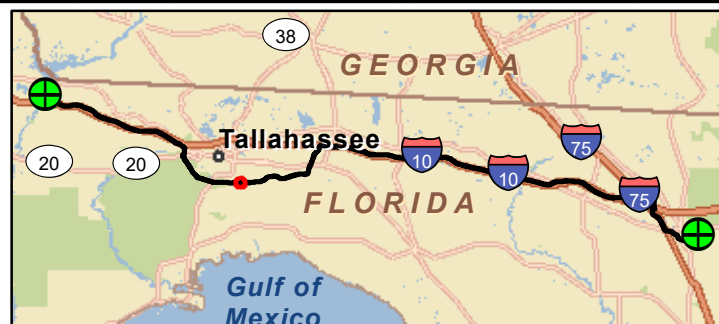 38
GEORGIA
Tallahassee
20
20
10
10
75
75
FLORIDA
Gulf of
Mexico